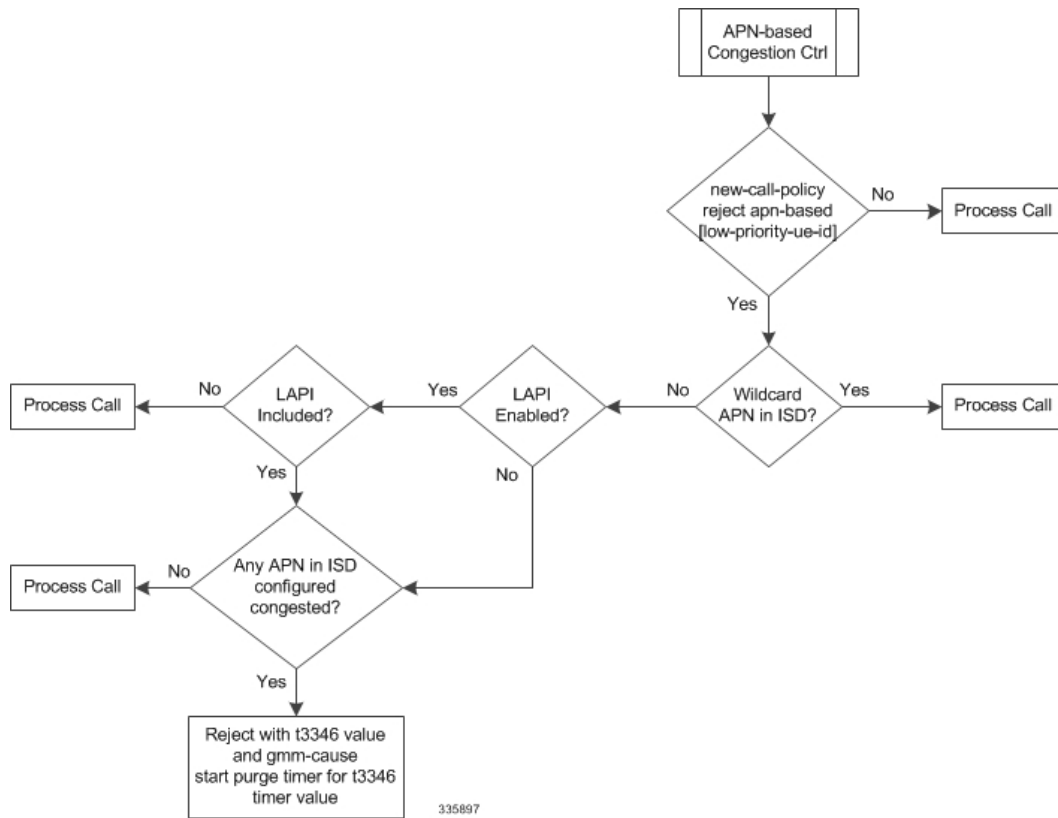 APN-based
Congestion Ctrl
new-call-policy
reject apn-based
[low-priority-ue-id]
No
Process Call
Yes
Wildcard
APN in ISD?
Yes
Process Call
No
LAPI
Enabled?
Yes
No
LAPI
Included?
No
Process Call
Yes
Any APN in ISD
configured
congested?
No
Process Call
Yes
Reject with t3346 value
and gmm-cause
start purge timer for t3346
timer value
335897